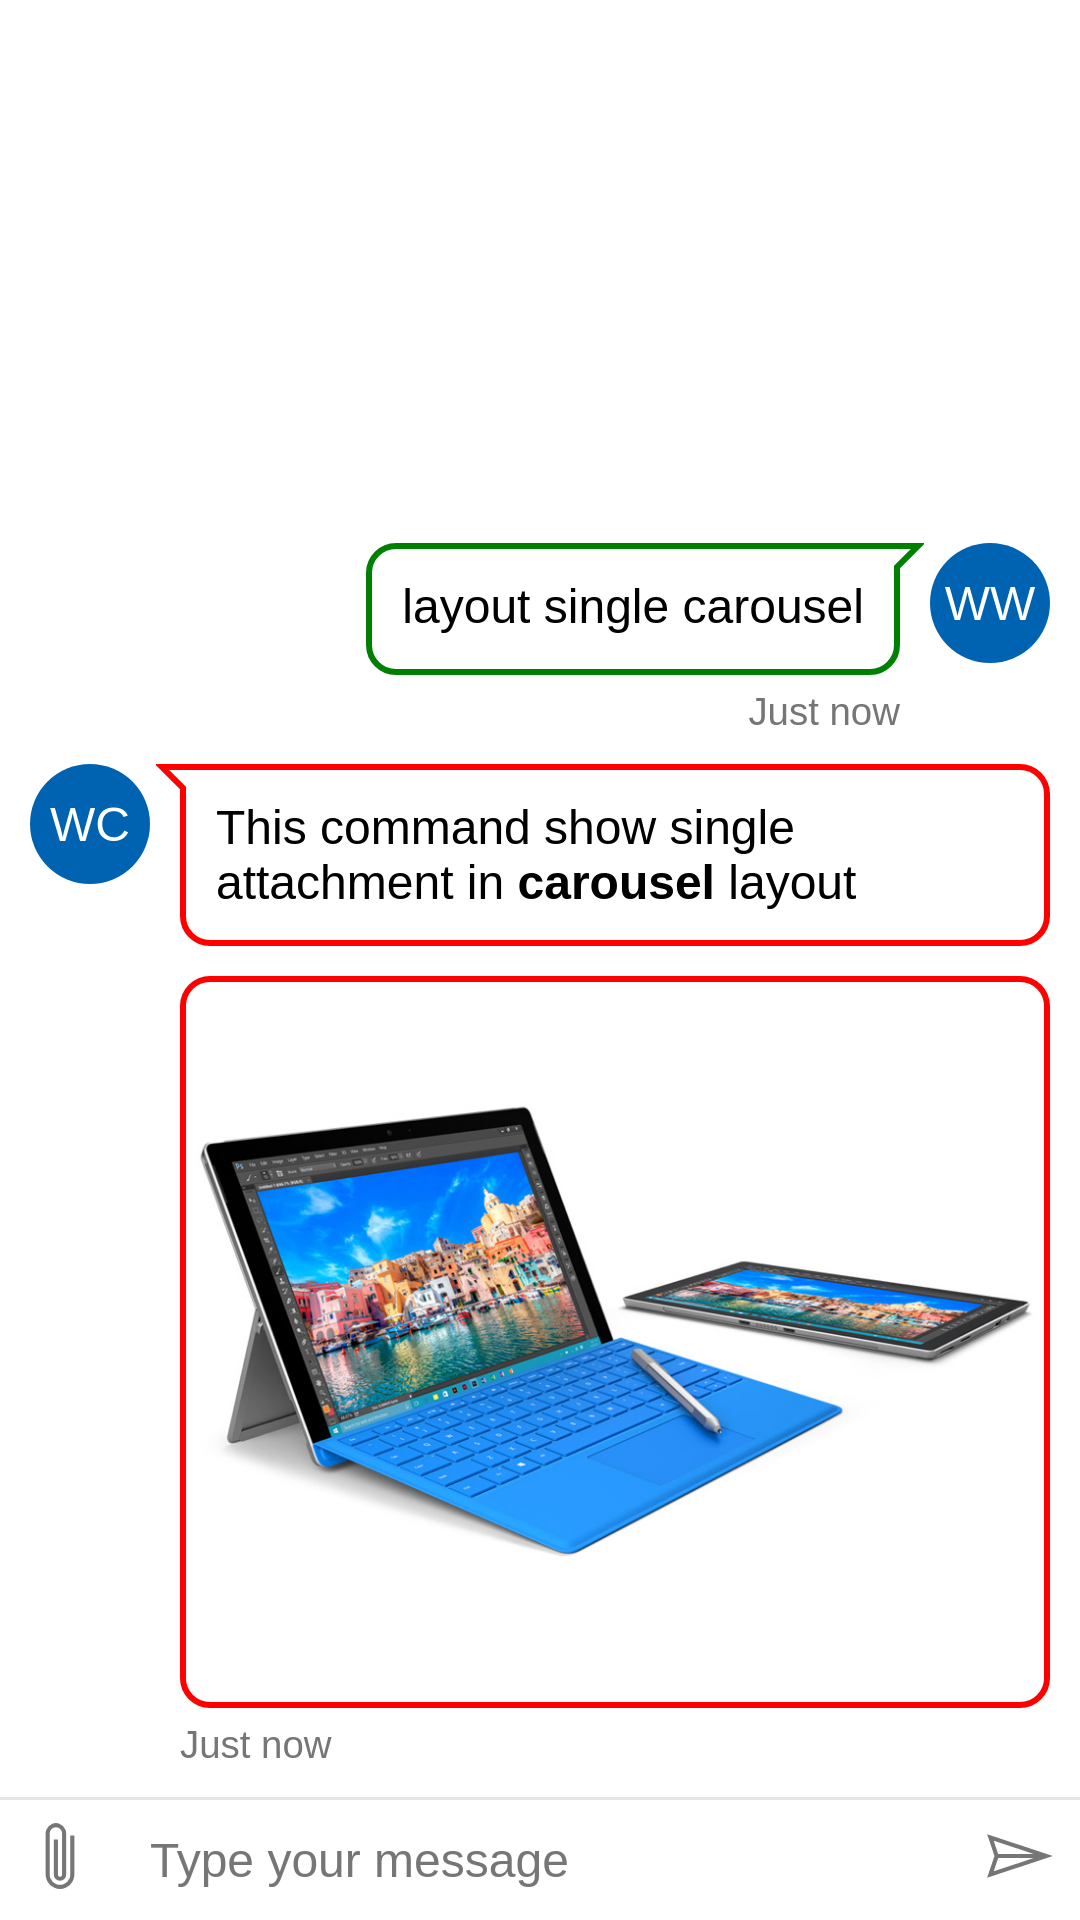 layout single carousel
WW
Just now
WC
This command show single
attachment in carousel layout
Just now
Type your message